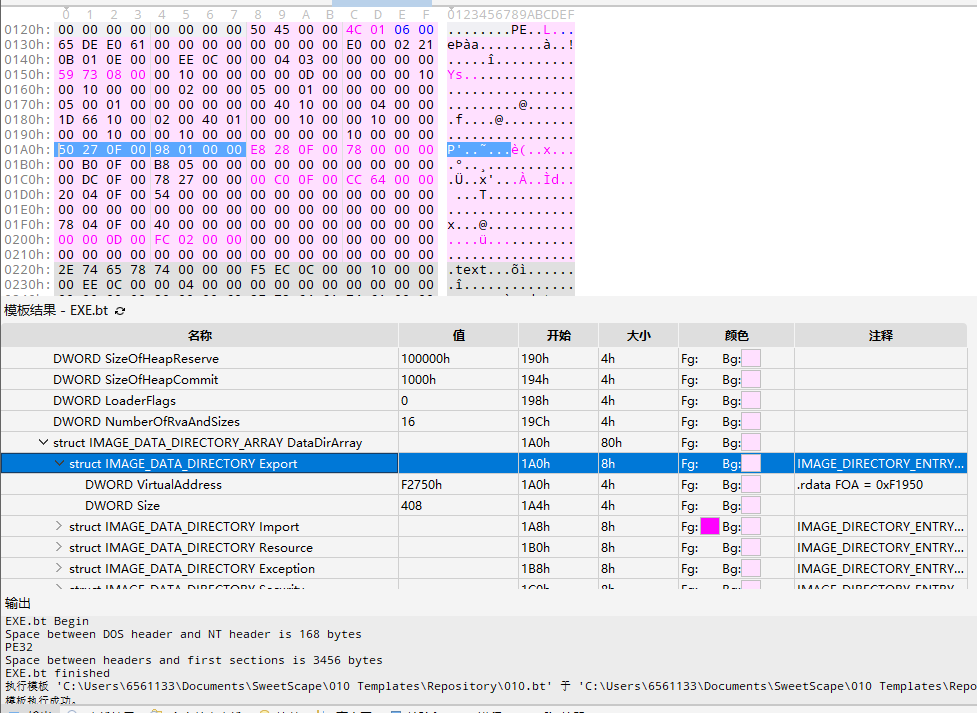 0 1 2 3 4 5 6 7 8 9 A B C D E F 0123456789ABCDEF
0120h: 00 00 00 00 00 00 00 00 50 45 00 00 4C 01 06 00 ........PE..L...
0130h: 65 DE E0 61 00 00 00 00 00 00 00 00 E0 00 02 21 eÞàa........à..!
0140h: 0B 01 0E 00 00 EE 0C 00 00 04 03 00 00 00 00 00 .....î..........
0150h: 59 73 08 00 00 10 00 00 00 00 0D 00 00 00 00 10 Ys..............
0160h: 00 10 00 00 00 02 00 00 05 00 01 00 00 00 00 00 ................
0170h: 05 00 01 00 00 00 00 00 00 40 10 00 00 04 00 00 .........@......
0180h: 1D 66 10 00 02 00 40 01 00 00 10 00 00 10 00 00 .f....@.........
0190h: 00 00 10 00 00 10 00 00 00 00 00 00 10 00 00 00 ................
01A0h: 50 27 0F 00 98 01 00 00 E8 28 0F 00 78 00 00 00 P'..˜...è(..x...
01B0h: 00 B0 0F 00 B8 05 00 00 00 00 00 00 00 00 00 00 .°..¸...........
01C0h: 00 DC 0F 00 78 27 00 00 00 C0 0F 00 CC 64 00 00 .Ü..x'...À..Ìd..
01D0h: 20 04 0F 00 54 00 00 00 00 00 00 00 00 00 00 00 ...T...........
01E0h: 00 00 00 00 00 00 00 00 00 00 00 00 00 00 00 00 ................
01F0h: 78 04 0F 00 40 00 00 00 00 00 00 00 00 00 00 00 x...@...........
0200h: 00 00 0D 00 FC 02 00 00 00 00 00 00 00 00 00 00 ....ü...........
0210h: 00 00 00 00 00 00 00 00 00 00 00 00 00 00 00 00 ................
0220h: 2E 74 65 78 74 00 00 00 F5 EC 0C 00 00 10 00 00 .text...õì......
0230h: 00 EE 0C 00 00 04 00 00 00 00 00 00 00 00 00 00 .î..............
模板结果 - EXE.bt
名称 值 开始 大小 颜色 注释
DWORD SizeOfHeapReserve 100000h 190h 4h Fg: Bg:
DWORD SizeOfHeapCommit 1000h 194h 4h Fg: Bg:
DWORD LoaderFlags 0 198h 4h Fg: Bg:
DWORD NumberOfRvaAndSizes 16 19Ch 4h Fg: Bg:
struct IMAGE_DATA_DIRECTORY_ARRAY DataDirArray 1A0h 80h Fg: Bg:
struct IMAGE_DATA_DIRECTORY Export 1A0h 8h Fg: Bg: IMAGE_DIRECTORY_ENTRY...
DWORD VirtualAddress F2750h 1A0h 4h Fg: Bg: .rdata FOA = 0xF1950
DWORD Size 408 1A4h 4h Fg: Bg:
struct IMAGE_DATA_DIRECTORY Import 1A8h 8h Fg: Bg: IMAGE_DIRECTORY_ENTRY...
struct IMAGE_DATA_DIRECTORY Resource 1B0h 8h Fg: Bg: IMAGE_DIRECTORY_ENTRY...
struct IMAGE_DATA_DIRECTORY Exception 1B8h 8h Fg: Bg: IMAGE_DIRECTORY_ENTRY...
struct IMAGE_DATA_DIRECTORY Security 1C0h 8h Fg: Bg: IMAGE_DIRECTORY_ENTRY...
输出
EXE.bt Begin
Space between DOS header and NT header is 168 bytes
PE32
Space between headers and first sections is 3456 bytes
EXE.bt finished
执行模板 'C:\Users\6561133\Documents\SweetScape\010 Templates\Repository\010.bt' 于 'C:\Users\6561133\Documents\SweetScape\010 Templates\Repo
模板执行成功。